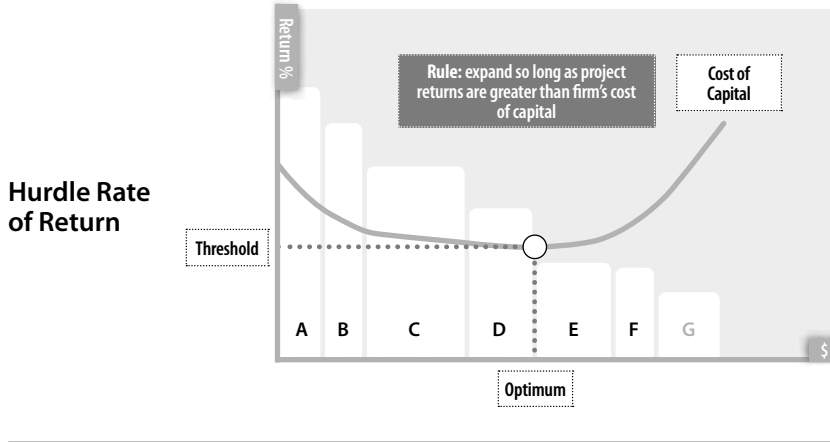 Return %
Rule: expand so long as project
returns are greater than firm's cost
of capital
Cost of
Capital
Hurdle Rate
of Return
Threshold
A B C D E F G
$
Optimum